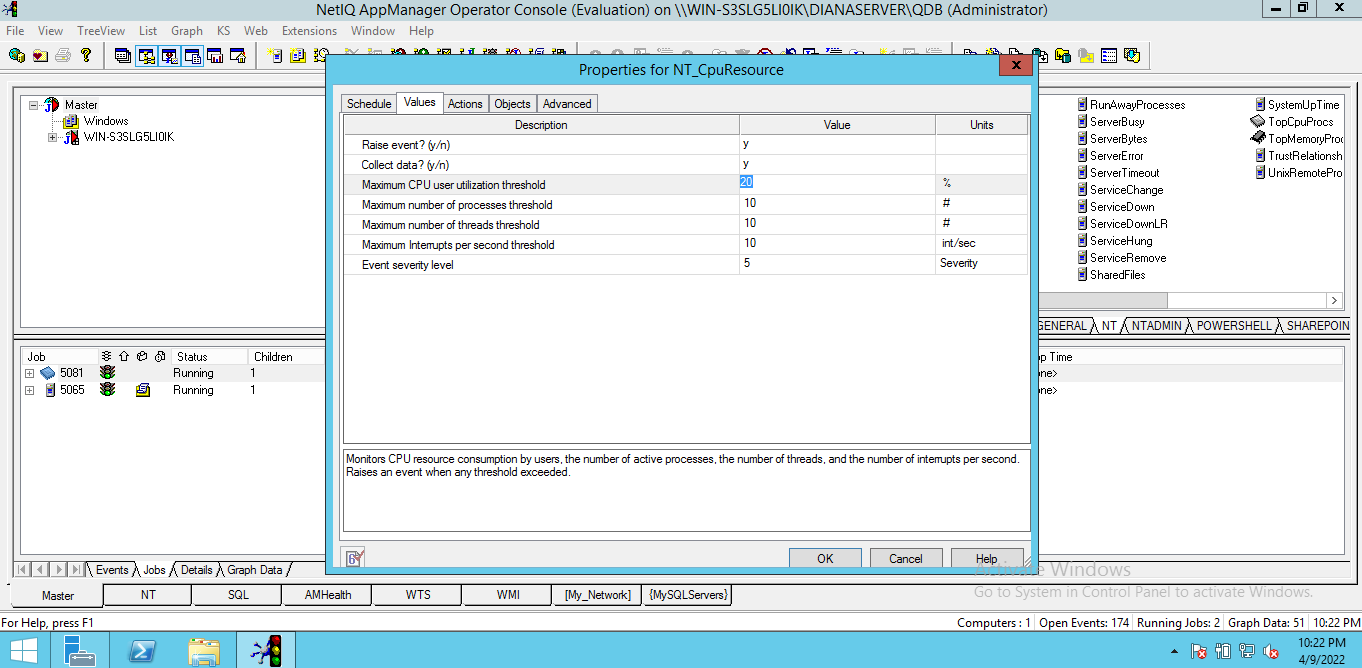 NetIQ AppManager Operator Console (Evaluation) on \\WIN-S3SLG5LI0IK\DIANASERVER\QDB (Administrator)
File View TreeView List Graph KS Web Extensions Window Help
Master
Windows
WIN-S3SLG5LI0IK
Properties for NT_CpuResource
Schedule Values Actions Objects Advanced
Description Value Units
Raise event? (y/n) y
Collect data? (y/n) y
Maximum CPU user utilization threshold 20 %
Maximum number of processes threshold 10 #
Maximum number of threads threshold 10 #
Maximum Interrupts per second threshold 10 int/sec
Event severity level 5 Severity
Monitors CPU resource consumption by users, the number of active processes, the number of threads, and the number of interrupts per second.
Raises an event when any threshold exceeded.
OK Cancel Help
RunAwayProcesses SystemUpTime
ServerBusy TopCpuProcs
ServerBytes TopMemoryProc
ServerError TrustRelationsh
ServerTimeout UnixRemotePro
ServiceChange
ServiceDown
ServiceDownLR
ServiceHung
ServiceRemove
SharedFiles
GENERAL NT NTADMIN POWERSHELL SHAREPOIN
Job Status Children
5081 Running 1
5065 Running 1
p Time
ne>
ne>
Events Jobs Details Graph Data
Activate Windows
Go to System in Control Panel to activate Windows.
Master NT SQL AMHealth WTS WMI [My_Network] {MySQLServers}
For Help, press F1
Computers : 1 Open Events: 174 Running Jobs: 2 Graph Data: 51 10:22 PM
10:22 PM
4/9/2022